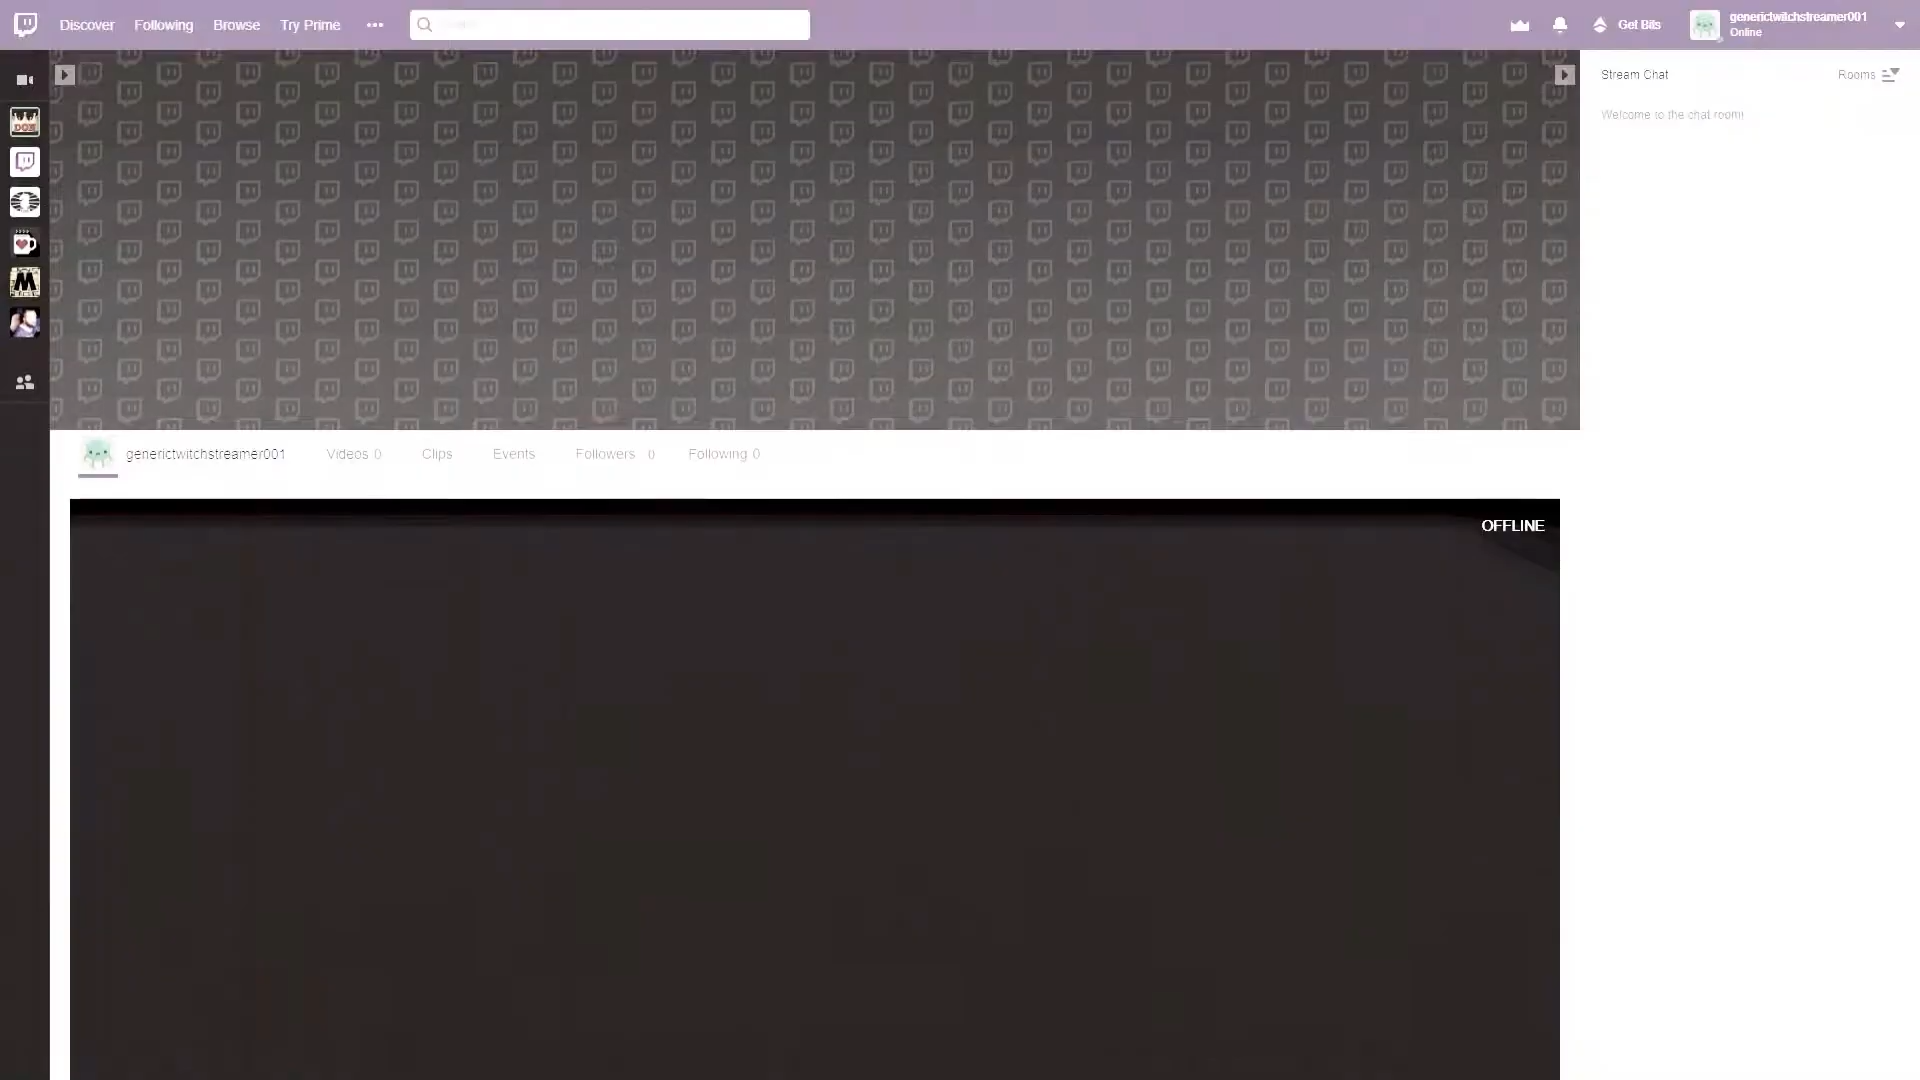 Discover Following Browse Try Prime
Get Bits
generictwitchstreamer001
Online
Stream Chat
Rooms
Welcome to the chat room!
DON
M
generictwitchstreamer001 Videos 0 Clips Events Followers 0 Following 0
OFFLINE